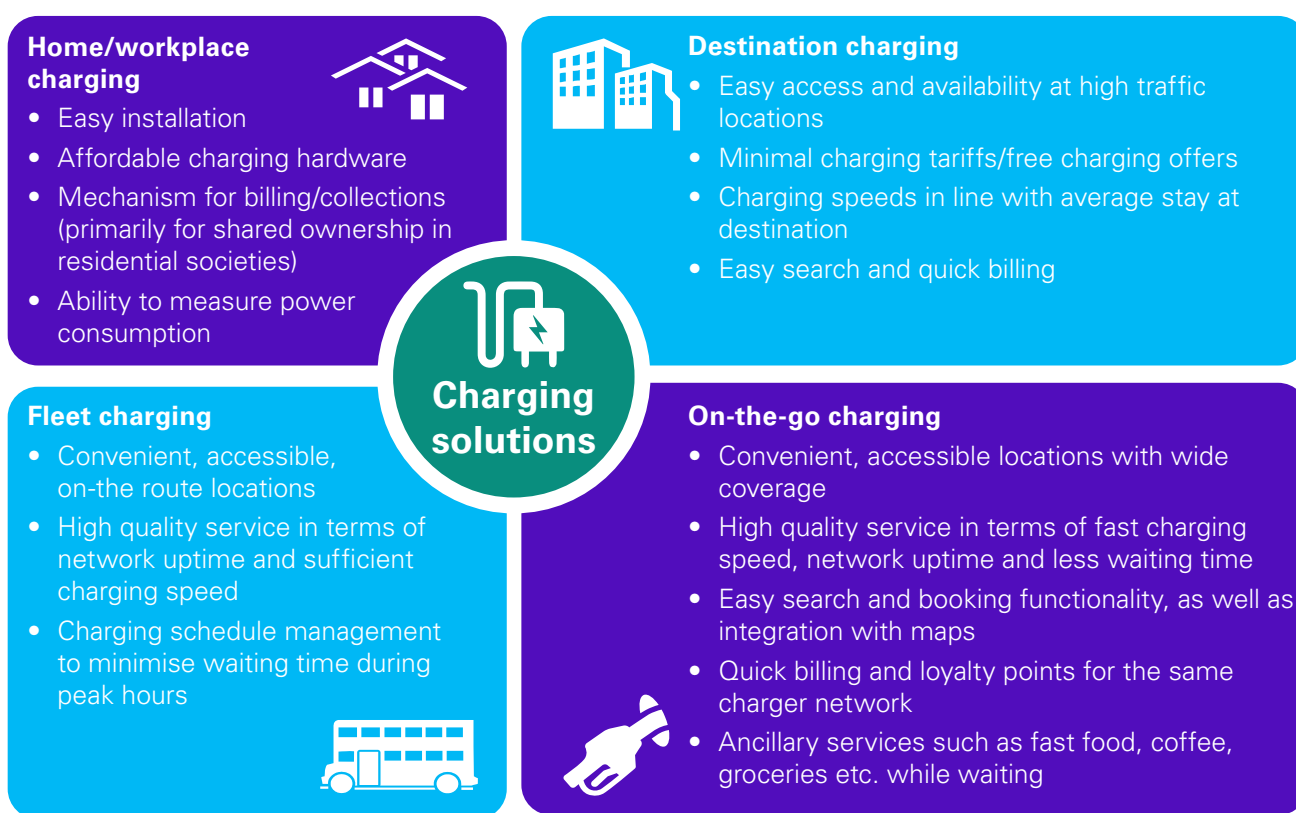 Home/workplace
charging
• Easy installation
• Affordable charging hardware
• Mechanism for billing/collections
(primarily for shared ownership in
residential societies)
• Ability to measure power
consumption
Destination charging
• Easy access and availability at high traffic
locations
• Minimal charging tariffs/free charging offers
• Charging speeds in line with average stay at
destination
• Easy search and quick billing
Charging
solutions
Fleet charging
• Convenient, accessible,
on-the route locations
• High quality service in terms of
network uptime and sufficient
charging speed
• Charging schedule management
to minimise waiting time during
peak hours
On-the-go charging
• Convenient, accessible locations with wide
coverage
• High quality service in terms of fast charging
speed, network uptime and less waiting time
• Easy search and booking functionality, as well as
integration with maps
• Quick billing and loyalty points for the same
charger network
• Ancillary services such as fast food, coffee,
groceries etc. while waiting